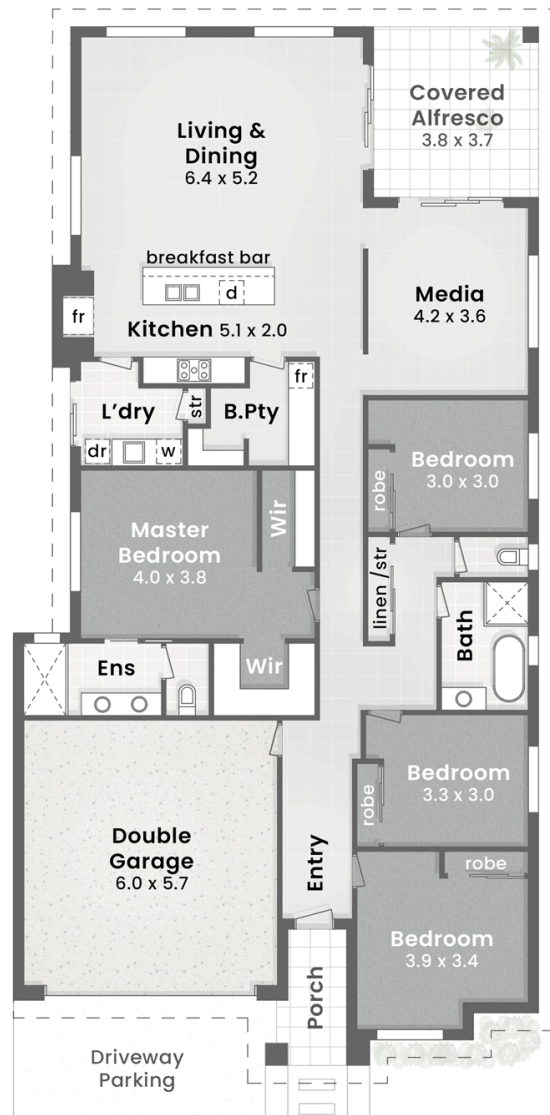 Covered
Alfresco
3.8 x 3.7
Living &
Dining
6.4 x 5.2
breakfast bar
d
Media
4.2 x 3.6
fr
Kitchen 5.1 x 2.0
fr
L'dry
str
B.Pty
dr
w
Bedroom
3.0 x 3.0
robe
Wir
Master
Bedroom
4.0 x 3.8
linen /str
Bath
Ens
Wir
Bedroom
3.3 x 3.0
robe
Double
Garage
6.0 x 5.7
Entry
robe
Bedroom
3.9 x 3.4
Porch
Driveway
Parking